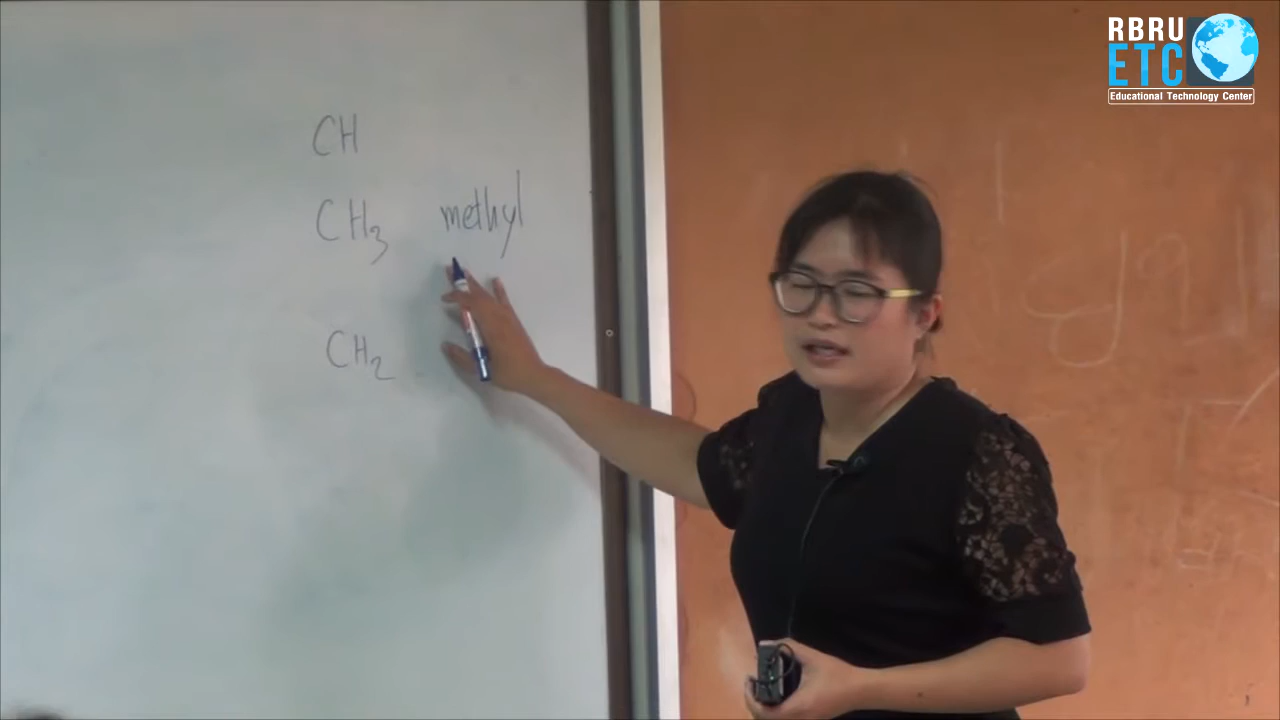 RBRU
ETC
Educational Technology Center
CH
CH3 methyl
CH2